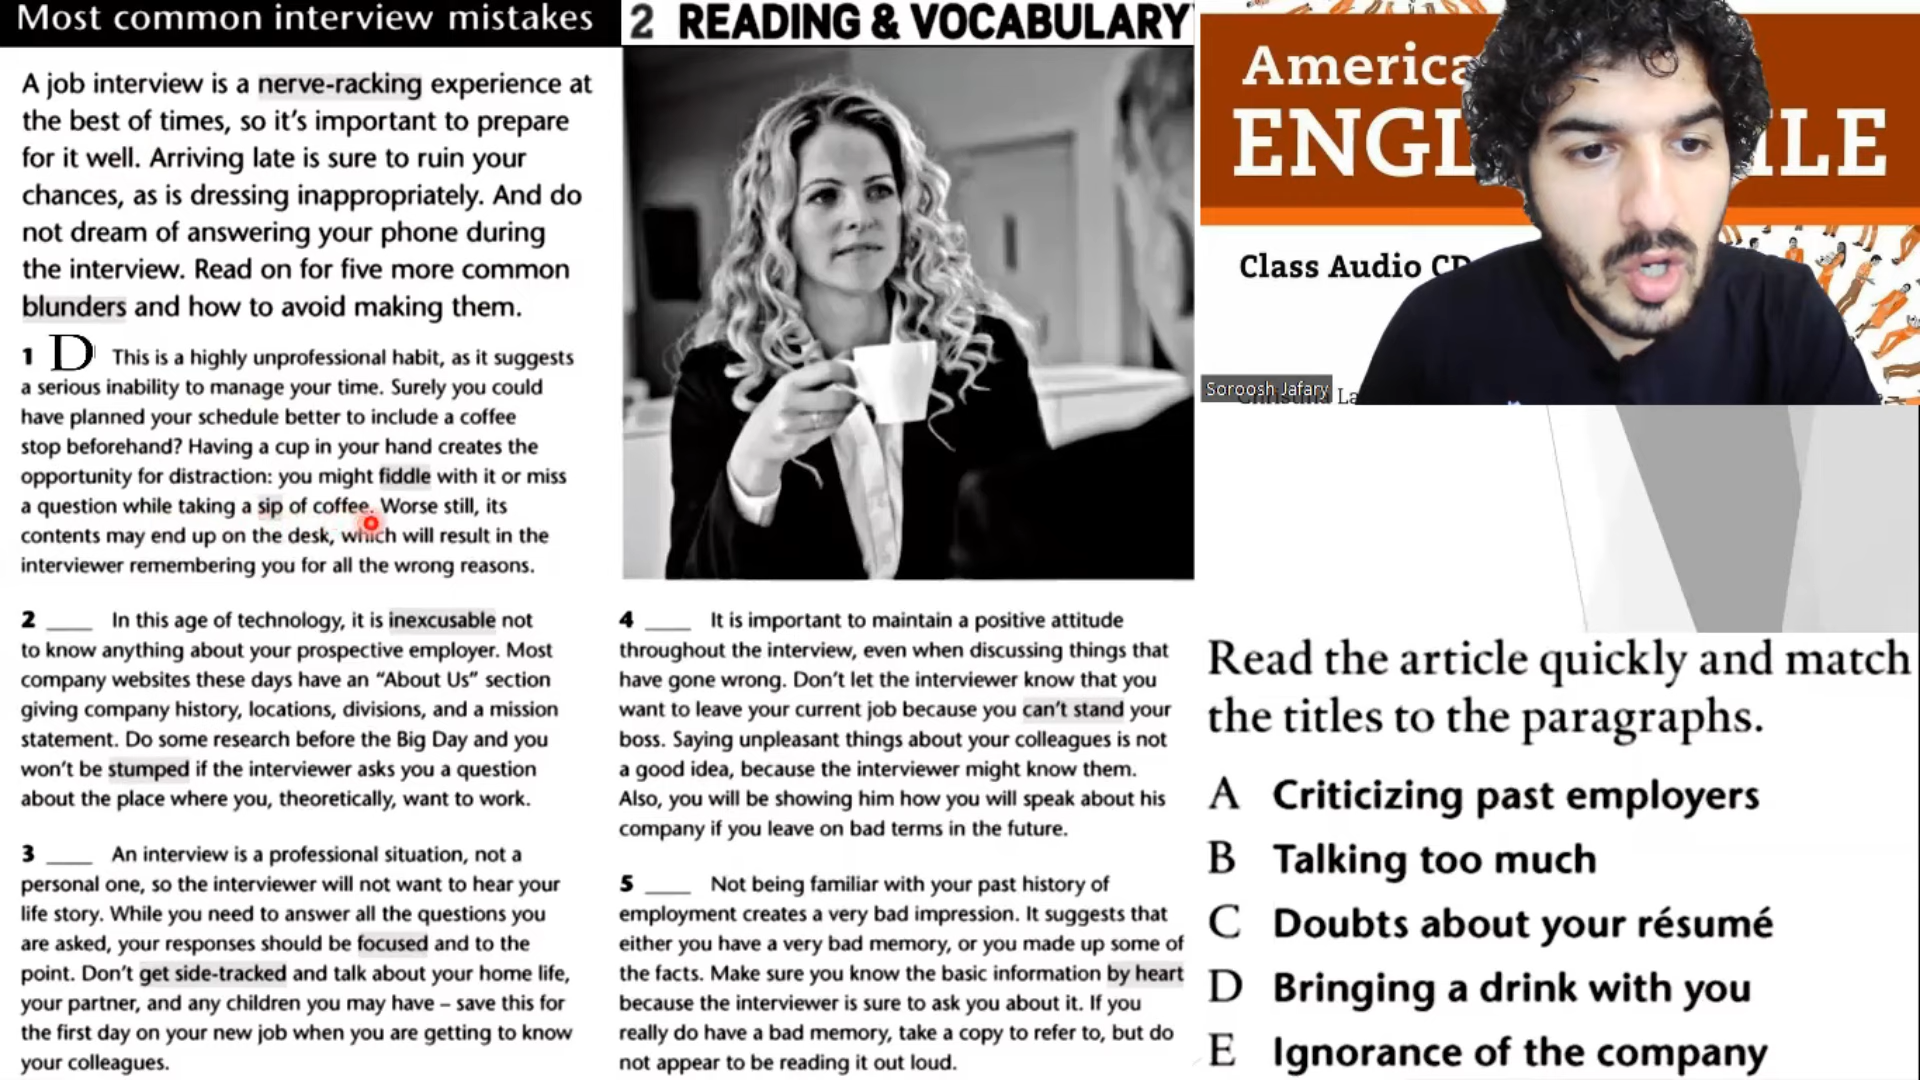 Most common interview mistakes
A job interview is a nerve-racking experience at
the best of times, so it's important to prepare
for it well. Arriving late is sure to ruin your
chances, as is dressing inappropriately. And do
not dream of answering your phone during
the interview. Read on for five more common
blunders and how to avoid making them.
1 D This is a highly unprofessional habit, as it suggests
a serious inability to manage your time. Surely you could
have planned your schedule better to include a coffee
stop beforehand? Having a cup in your hand creates the
opportunity for distraction: you might fiddle with it or miss
a question while taking a sip of coffee. Worse still, its
contents may end up on the desk, which will result in the
interviewer remembering you for all the wrong reasons.
2 ____ In this age of technology, it is inexcusable not
to know anything about your prospective employer. Most
company websites these days have an “About Us” section
giving company history, locations, divisions, and a mission
statement. Do some research before the Big Day and you
won't be stumped if the interviewer asks you a question
about the place where you, theoretically, want to work.
3 ____ An interview is a professional situation, not a
personal one, so the interviewer will not want to hear your
life story. While you need to answer all the questions you
are asked, your responses should be focused and to the
point. Don't get side-tracked and talk about your home life,
your partner, and any children you may have – save this for
the first day on your new job when you are getting to know
your colleagues.
2 READING & VOCABULARY
4 ____ It is important to maintain a positive attitude
throughout the interview, even when discussing things that
have gone wrong. Don't let the interviewer know that you
want to leave your current job because you can't stand your
boss. Saying unpleasant things about your colleagues is not
a good idea, because the interviewer might know them.
Also, you will be showing him how you will speak about his
company if you leave on bad terms in the future.
5 ____ Not being familiar with your past history of
employment creates a very bad impression. It suggests that
either you have a very bad memory, or you made up some of
the facts. Make sure you know the basic information by heart
because the interviewer is sure to ask you about it. If you
really do have a bad memory, take a copy to refer to, but do
not appear to be reading it out loud.
America
ENGL ILE
Class Audio CD
Soroosh Jafary
La
Read the article quickly and match
the titles to the paragraphs.
A Criticizing past employers
B Talking too much
C Doubts about your résumé
D Bringing a drink with you
E Ignorance of the company